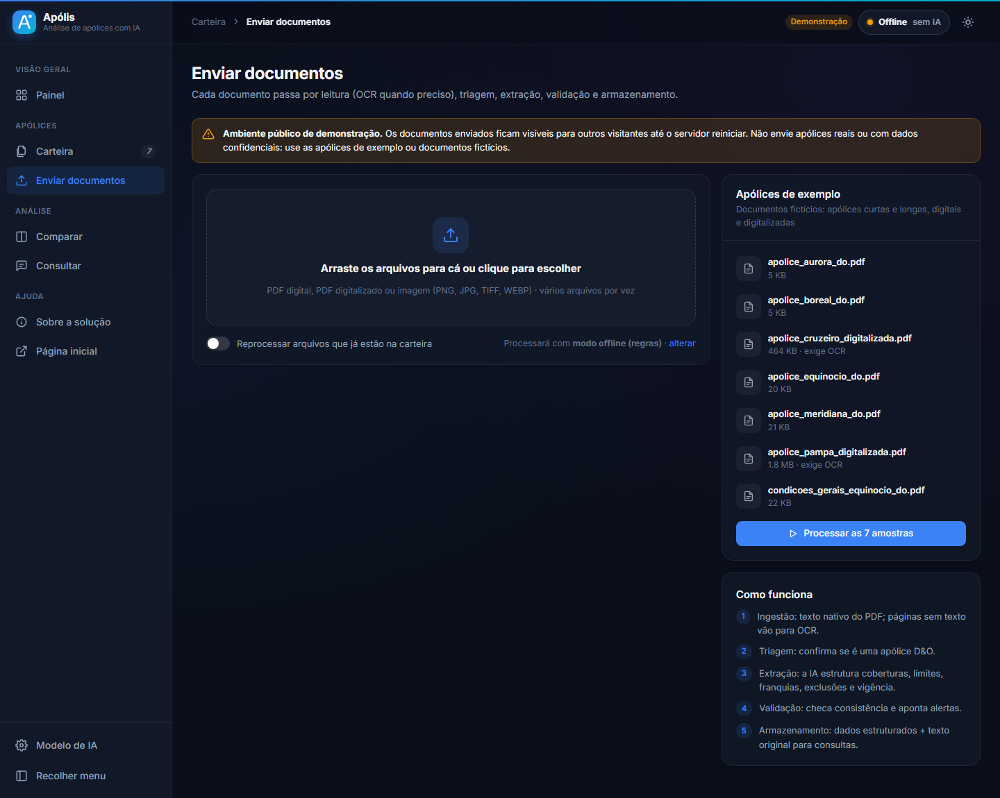 Apólis
Análise de apólices com IA
VISÃO GERAL
Painel
APÓLICES
Carteira
7
Enviar documentos
ANÁLISE
Comparar
Consultar
AJUDA
Sobre a solução
Página inicial
Modelo de IA
Recolher menu
Carteira > Enviar documentos
Demonstração
Offline sem IA
Enviar documentos
Cada documento passa por leitura (OCR quando preciso), triagem, extração, validação e armazenamento.
Ambiente público de demonstração. Os documentos enviados ficam visíveis para outros visitantes até o servidor reiniciar. Não envie apólices reais ou com dados
confidenciais: use as apólices de exemplo ou documentos fictícios.
Arraste os arquivos para cá ou clique para escolher
PDF digital, PDF digitalizado ou imagem (PNG, JPG, TIFF, WEBP) · vários arquivos por vez
Reprocessar arquivos que já estão na carteira
Processará com modo offline (regras) · alterar
Apólices de exemplo
Documentos fictícios: apólices curtas e longas, digitais
e digitalizadas
apolice_aurora_do.pdf
5 KB
apolice_boreal_do.pdf
5 KB
apolice_cruzeiro_digitalizada.pdf
464 KB · exige OCR
apolice_equinocio_do.pdf
20 KB
apolice_meridiana_do.pdf
21 KB
apolice_pampa_digitalizada.pdf
1.8 MB · exige OCR
condicoes_gerais_equinocio_do.pdf
22 KB
Processar as 7 amostras
Como funciona
1 Ingestão: texto nativo do PDF; páginas sem texto
vão para OCR.
2 Triagem: confirma se é uma apólice D&O.
3 Extração: a IA estrutura coberturas, limites,
franquias, exclusões e vigência.
4 Validação: checa consistência e aponta alertas.
5 Armazenamento: dados estruturados + texto
original para consultas.